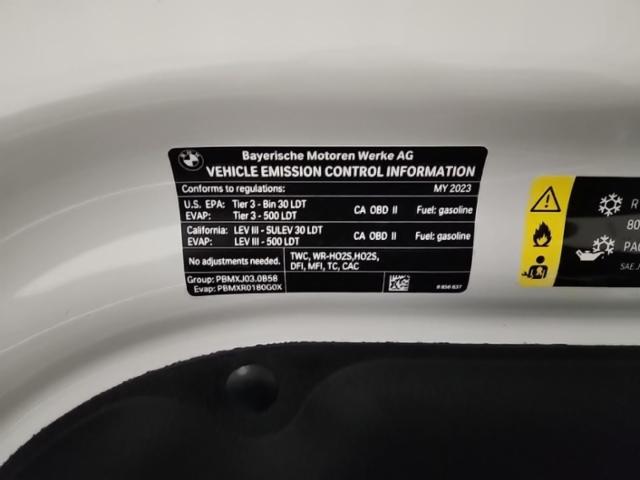 Bayerische Motoren Werke AG
VEHICLE EMISSION CONTROL INFORMATION
Conforms to regulations: MY 2023
U.S. EPA: Tier 3 - Bin 30 LDT CA OBD II Fuel: gasoline
EVAP: Tier 3 - 500 LDT
California: LEV III - SULEV 30 LDT CA OBD II Fuel: gasoline
EVAP: LEV III - 500 LDT
No adjustments needed. TWC, WR-HO2S,HO2S,
DFI, MFI, TC, CAC
Group: PBMXJ03.0B58
Evap: PBMXR0180G0X
R
80
PAG
SAE J